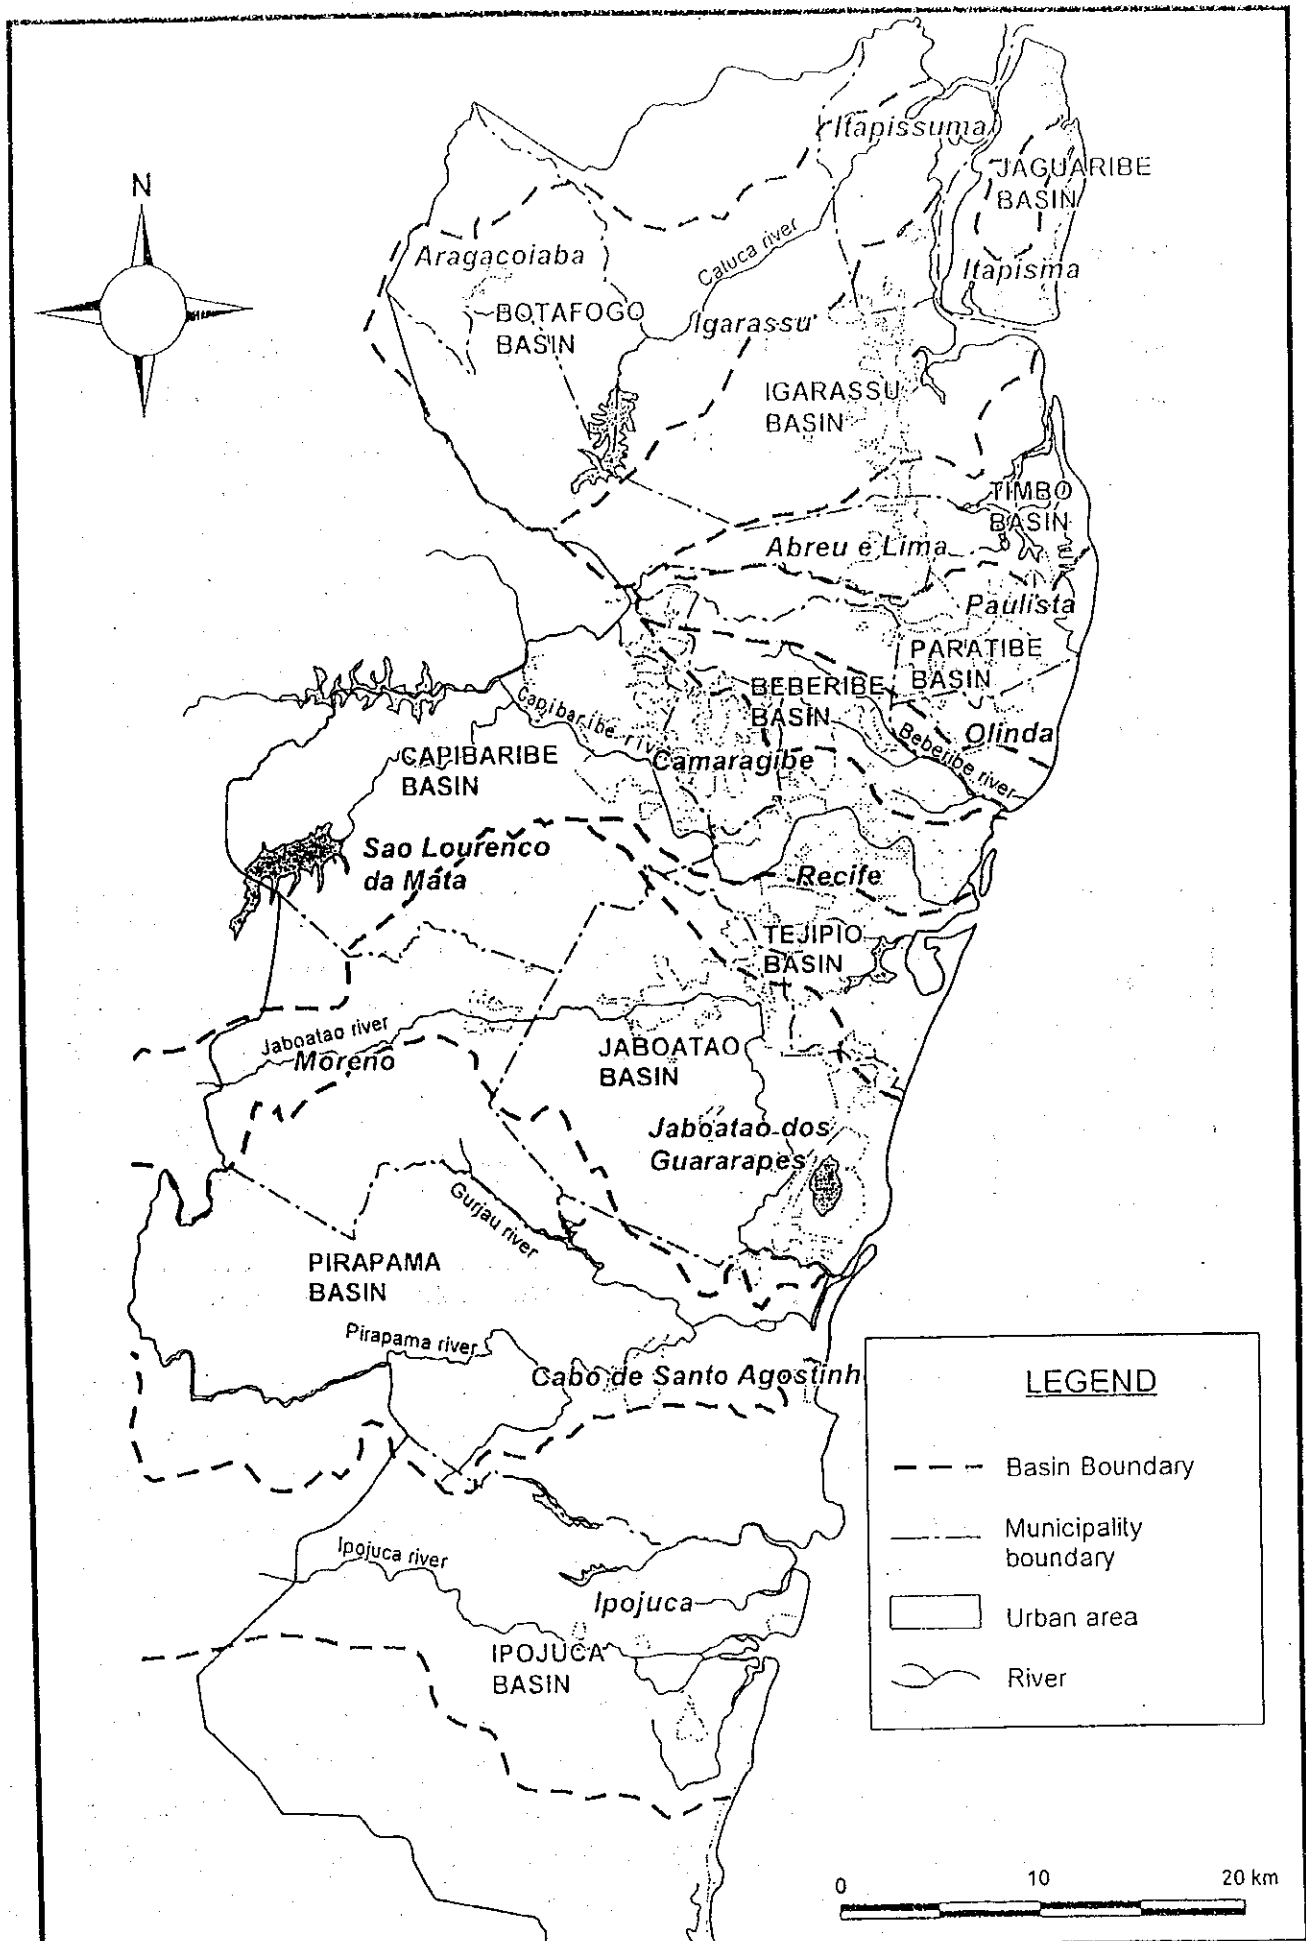 N
Itapissuma
JAGUARIBE
BASIN
Aragacoiaba
Caluca river
Itapisma
BOTAFOGO
BASIN
Igarassu
IGARASSU
BASIN
TIMBO
BASIN
Abreu e Lima
Paulista
PARATIBE
BASIN
BEBERIBE
BASIN
Capibaribe riv
Olinda
Beberibe river
CAPIBARIBE
BASIN
Camaragibe
Sao Lourenco
da Mata
Recife
TEJIPIO
BASIN
Jaboatao river
Moreno
JABOATAO
BASIN
Jaboatao dos
Guararapes
Gurjau river
PIRAPAMA
BASIN
Pirapama river
Cabo de Santo Agostinh
LEGEND
Basin Boundary
Municipality
boundary
Urban area
River
Ipojuca river
Ipojuca
IPOJUCA
BASIN
0 10 20 km